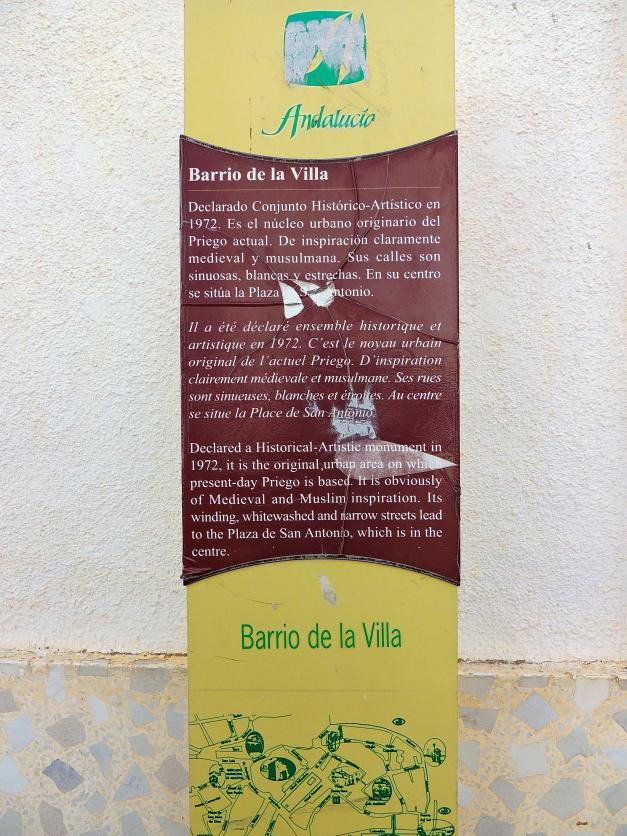 Andalucía
Barrio de la Villa
Declarado Conjunto Histórico-Artístico en
1972. Es el núcleo urbano originario del
Priego actual. De inspiración claramente
medieval y musulmana. Sus calles son
sinuosas, blancas y estrechas. En su centro
se sitúa la Plaza S ntonio.
Il a été déclaré ensemble historique et
artistique en 1972. C'est le noyau urbain
original de l'actuel Priego. D'inspiration
clairement médiévale et musulmane. Ses rues
sont sinueuses, blanches et étroites. Au centre
se situe la Place de San Antonio.
Declared a Historical-Artistic monument in
1972, it is the original urban area on which
present-day Priego is based. It is obviously
of Medieval and Muslim inspiration. Its
winding, whitewashed and narrow streets lead
to the Plaza de San Antonio, which is in the
centre.
Barrio de la Villa